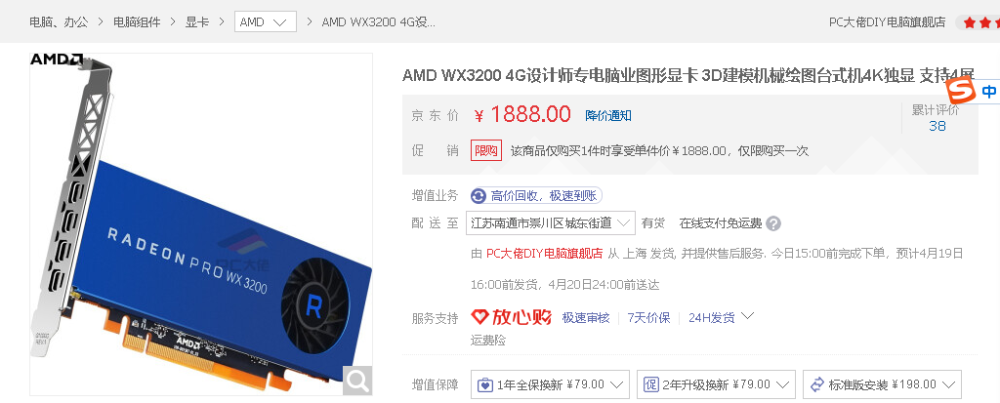 电脑、办公 > 电脑组件 > 显卡 > AMD > AMD WX3200 4G设...
PC大佬DIY电脑旗舰店
AMD
AMD WX3200 4G设计师专电脑业图形显卡 3D建模机械绘图台式机4K独显 支持4屏
中
京东价 ¥ 1888.00 降价通知
累计评价
38
促销 限购 该商品仅购买1件时享受单件价¥1888.00，仅限购买一次
增值业务 高价回收，极速到账
配送至 江苏南通市崇川区城东街道 有货 在线支付免运费 ?
由 PC大佬DIY电脑旗舰店 从 上海 发货, 并提供售后服务. 今日15:00前完成下单，预计4月19日
16:00前发货，4月20日24:00前送达
服务支持 放心购 极速审核 7天价保 24H发货
运费险
增值保障 1年全保换新 ¥79.00 促 2年升级换新 ¥79.00 标准版安装 ¥198.00
RADEON PRO WX 3200
R
AMD